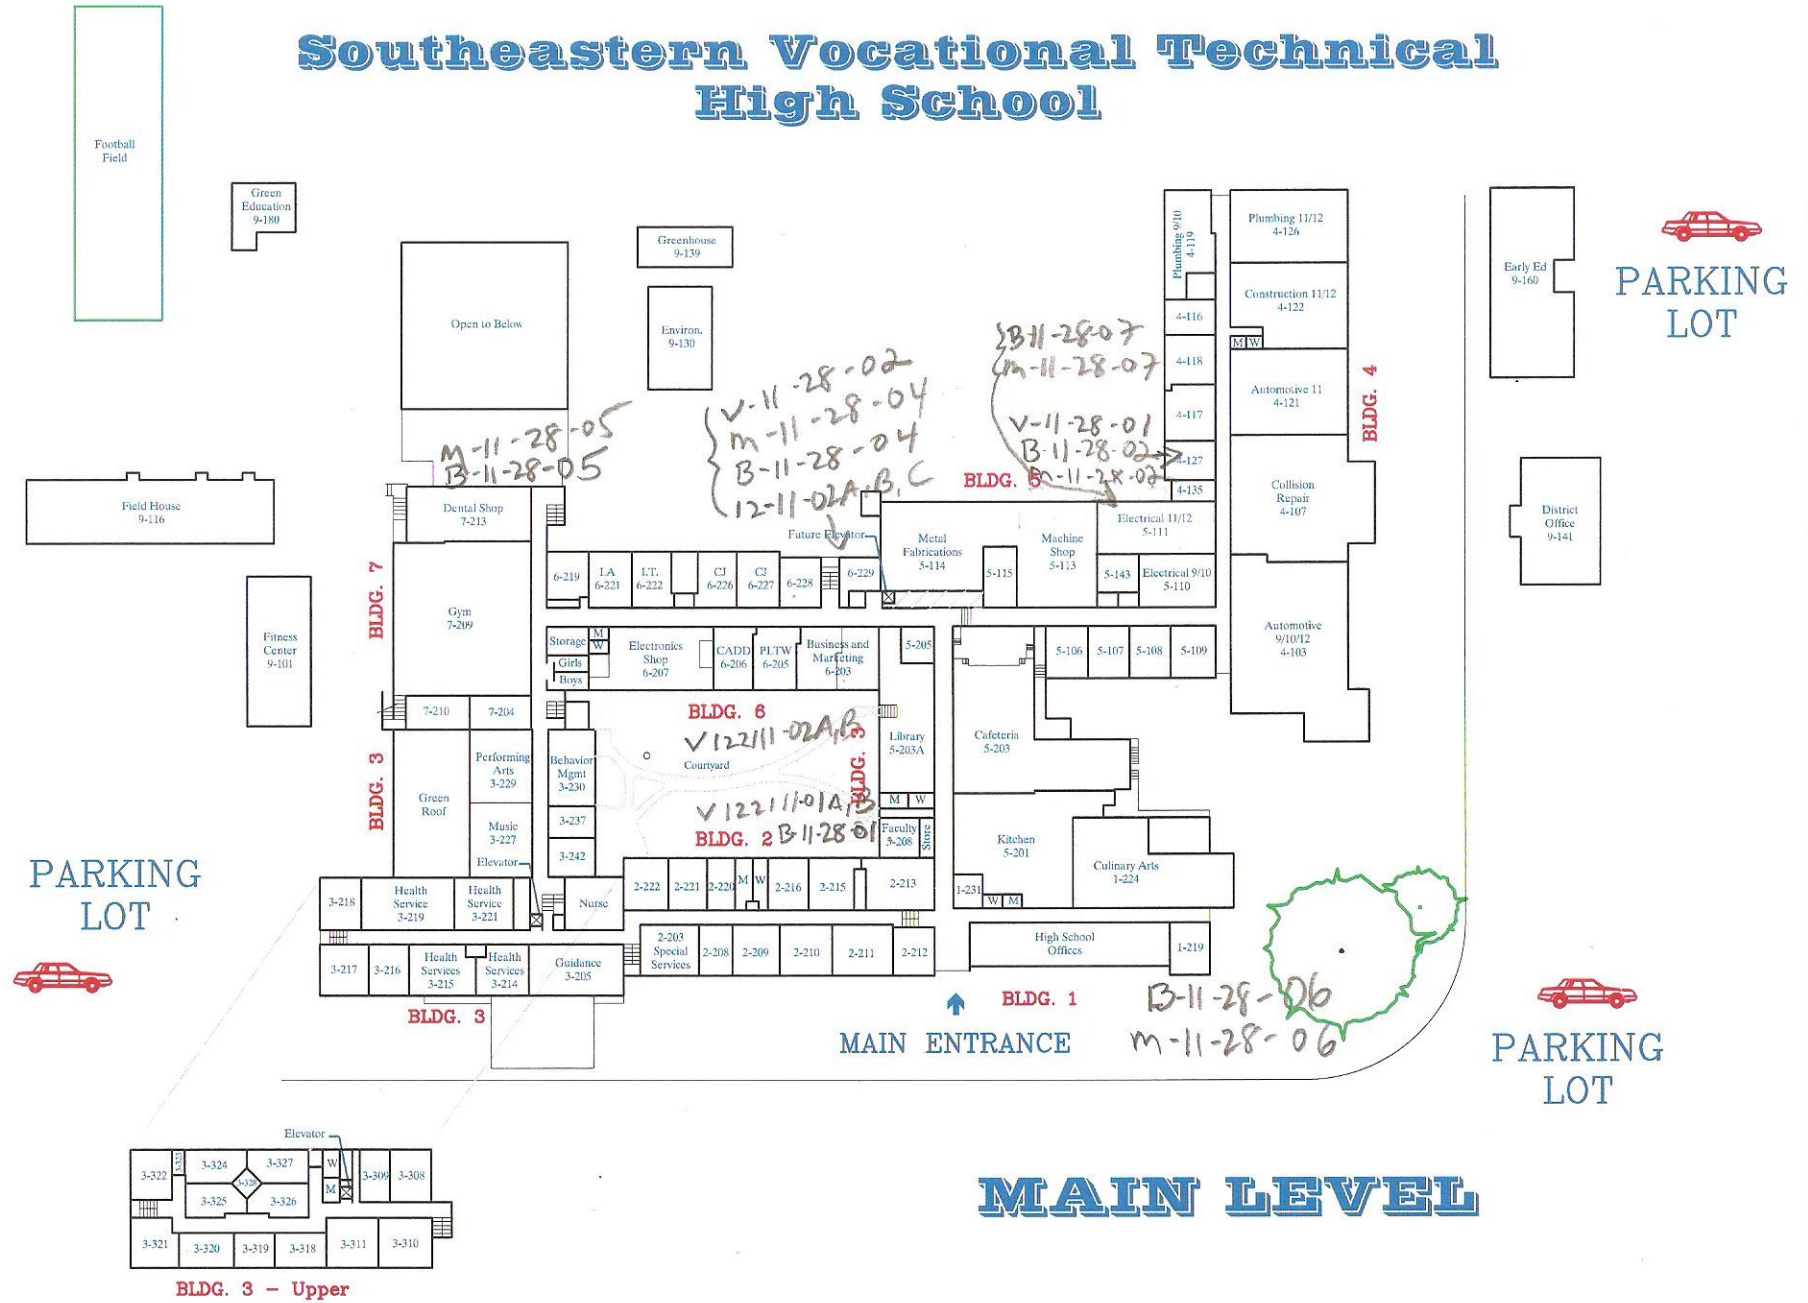 Southeastern Vocational Technical
High School
Football
Field
Green
Education
9-180
Greenhouse
9-139
Open to Below
Environ.
9-130
Plumbing 9/10
4-119
Plumbing 11/12
4-126
Construction 11/12
4-122
4-116
M W
4-118
Automotive 11
4-121
4-117
4-127
4-135
BLDG. 4
Collision
Repair
4-107
Automotive
9/10/12
4-103
Early Ed
9-160
PARKING
LOT
District
Office
9-141
B-11-28-07
m-11-28-07
V-11-28-01
B-11-28-02
m-11-28-02
V-11-28-02
m-11-28-04
B-11-28-04
12-11-02A,B,C
M-11-28-05
B-11-28-05
Field House
9-116
Fitness
Center
9-101
BLDG. 7
Dental Shop
7-213
Gym
7-209
7-210
7-204
BLDG. 5
Future Elevator
Metal
Fabrications
5-114
5-115
Machine
Shop
5-113
Electrical 11/12
5-111
5-143
Electrical 9/10
5-110
6-219
I.A
6-221
I.T.
6-222
CJ
6-226
CJ
6-227
6-228
6-229
Storage
M
W
Girls
Boys
Electronics
Shop
6-207
CADD
6-206
PLTW
6-205
Business and
Marketing
6-203
5-205
5-106
5-107
5-108
5-109
BLDG. 6
V122111-02A,B
Courtyard
BLDG. 3
Library
5-203A
M W
Cafeteria
5-203
V122111-01A,B
BLDG. 2
B-11-28-01
Faculty
5-208
Store
Kitchen
5-201
Culinary Arts
1-224
1-231
W M
BLDG. 3
Green
Roof
Performing
Arts
3-229
Music
3-227
Elevator
Behavior
Mgmt
3-230
3-237
3-242
PARKING
LOT
3-218
Health
Service
3-219
Health
Service
3-221
Nurse
2-222
2-221
2-220
M W
2-216
2-215
2-213
3-217
3-216
Health
Services
3-215
Health
Services
3-214
Guidance
3-205
2-203
Special
Services
2-208
2-209
2-210
2-211
2-212
High School
Offices
1-219
BLDG. 3
BLDG. 1
MAIN ENTRANCE
B-11-28-06
m-11-28-06
PARKING
LOT
Elevator
3-322
3-323
3-324
3-327
W
3-309
3-308
3-328
M
3-325
3-326
3-321
3-320
3-319
3-318
3-311
3-310
BLDG. 3 - Upper
MAIN LEVEL